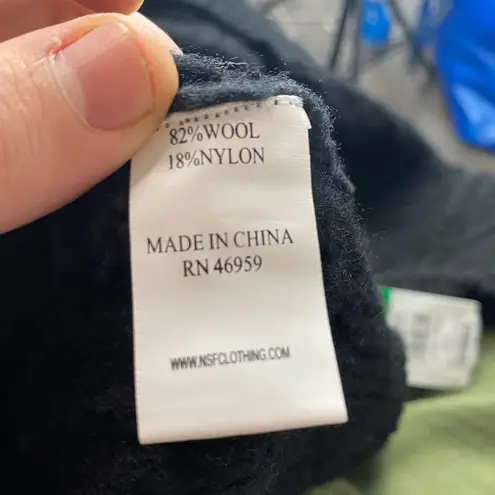 82%WOOL
18%NYLON
MADE IN CHINA
RN 46959
WWW.NSFCLOTHING.COM